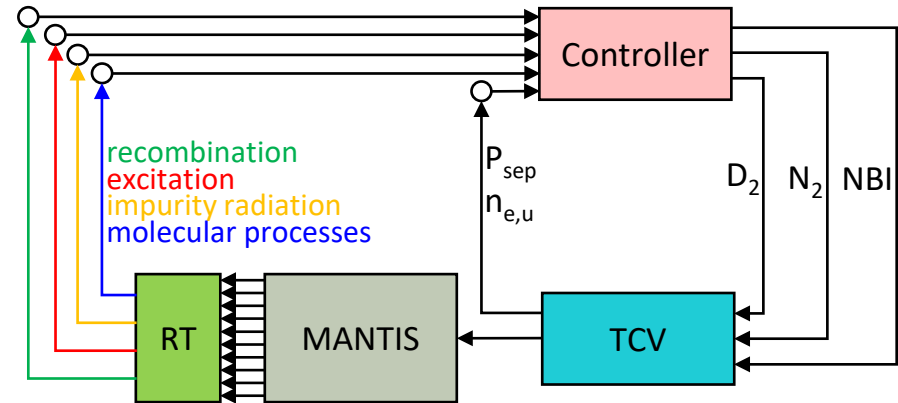 Controller
recombination
excitation
impurity radiation
molecular processes
P_sep
n_e,u
D_2
N_2
NBI
RT
MANTIS
TCV